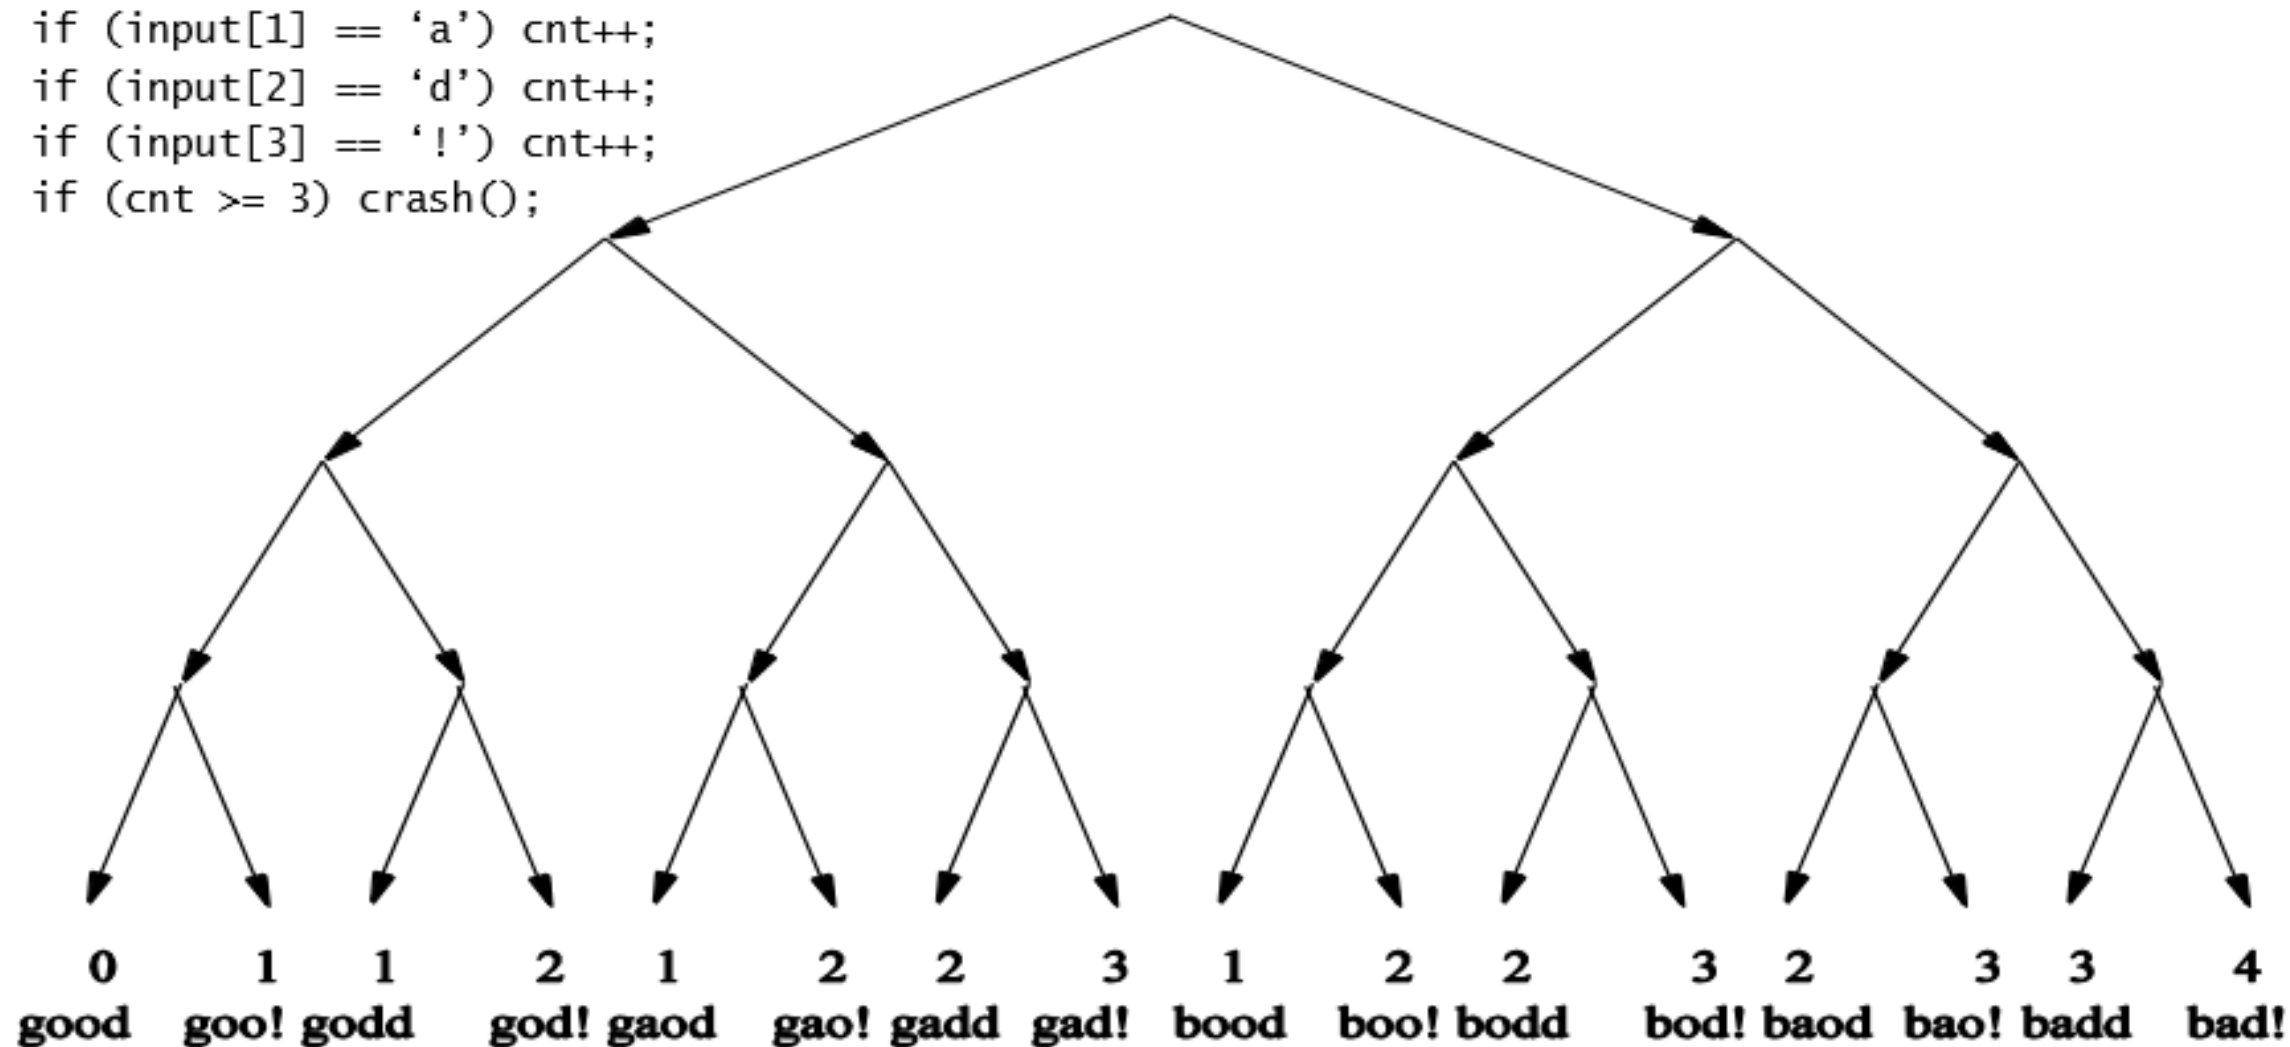 if (input[1] == ‘a’) cnt++;
if (input[2] == ‘d’) cnt++;
if (input[3] == ‘!’) cnt++;
if (cnt >= 3) crash();
0 1 1 2 1 2 2 3 1 2 2 3 2 3 3 4
good goo! godd god! gaod gao! gadd gad! bood boo! bodd bod! baod bao! badd bad!